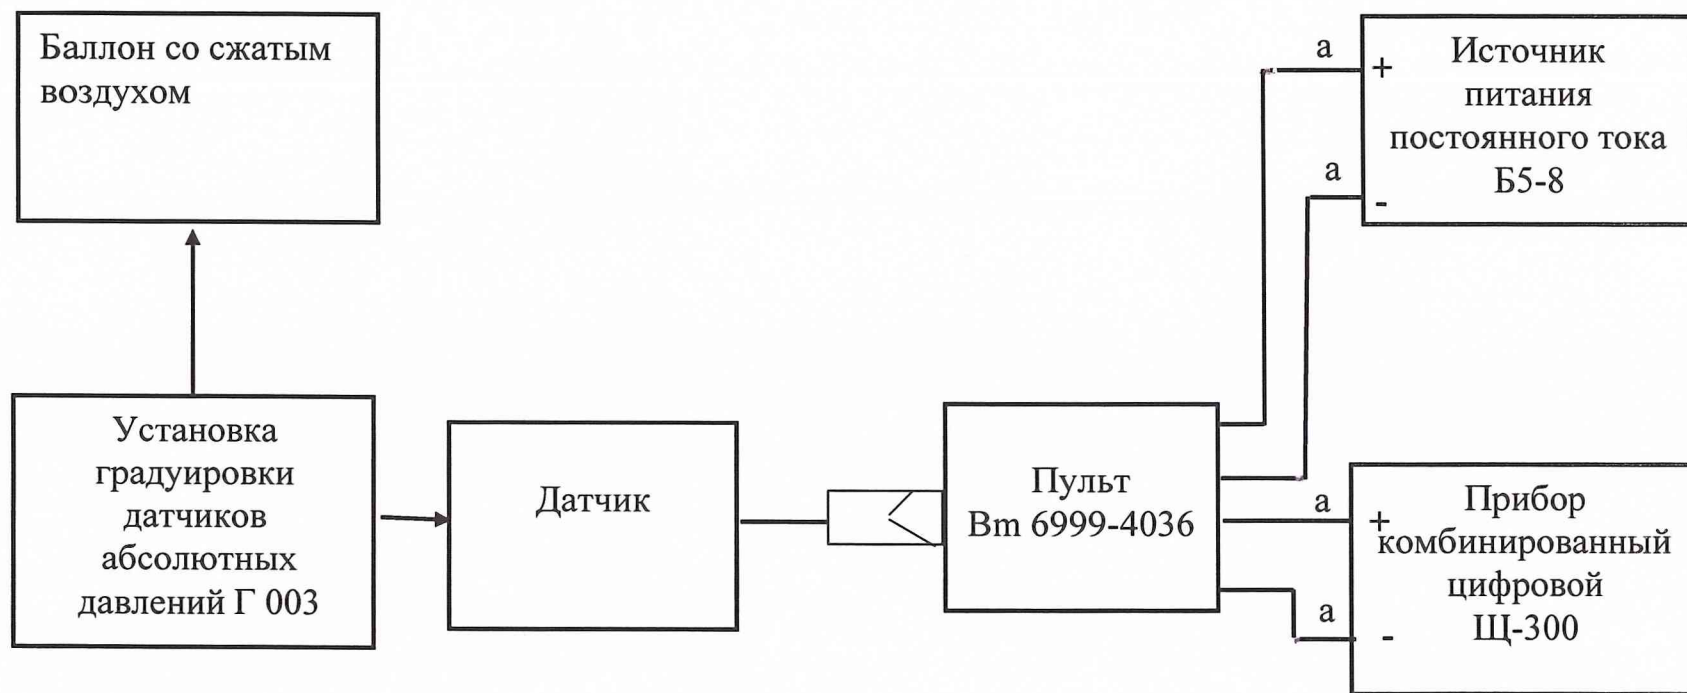 Баллон со сжатым
воздухом
а
+
Источник
питания
постоянного тока
Б5-8
а
-
Установка
градуировки
датчиков
абсолютных
давлений Г 003
Датчик
Пульт
Вm 6999-4036
а
+
Прибор
комбинированный
цифровой
Щ-300
а
-